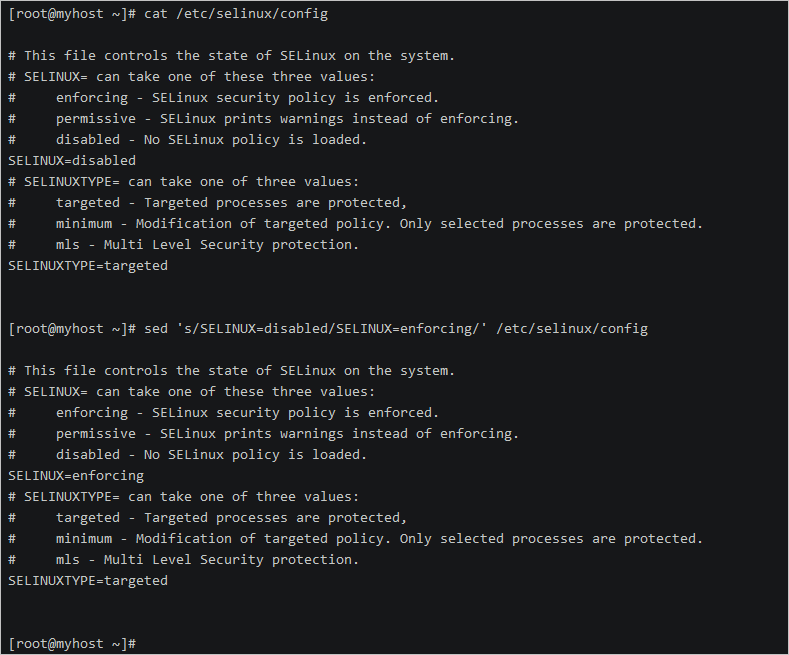 [root@myhost ~]# cat /etc/selinux/config
# This file controls the state of SELinux on the system.
# SELINUX= can take one of these three values:
#     enforcing - SELinux security policy is enforced.
#     permissive - SELinux prints warnings instead of enforcing.
#     disabled - No SELinux policy is loaded.
SELINUX=disabled
# SELINUXTYPE= can take one of three values:
#     targeted - Targeted processes are protected,
#     minimum - Modification of targeted policy. Only selected processes are protected.
#     mls - Multi Level Security protection.
SELINUXTYPE=targeted
[root@myhost ~]# sed 's/SELINUX=disabled/SELINUX=enforcing/' /etc/selinux/config
# This file controls the state of SELinux on the system.
# SELINUX= can take one of these three values:
#     enforcing - SELinux security policy is enforced.
#     permissive - SELinux prints warnings instead of enforcing.
#     disabled - No SELinux policy is loaded.
SELINUX=enforcing
# SELINUXTYPE= can take one of three values:
#     targeted - Targeted processes are protected,
#     minimum - Modification of targeted policy. Only selected processes are protected.
#     mls - Multi Level Security protection.
SELINUXTYPE=targeted
[root@myhost ~]#